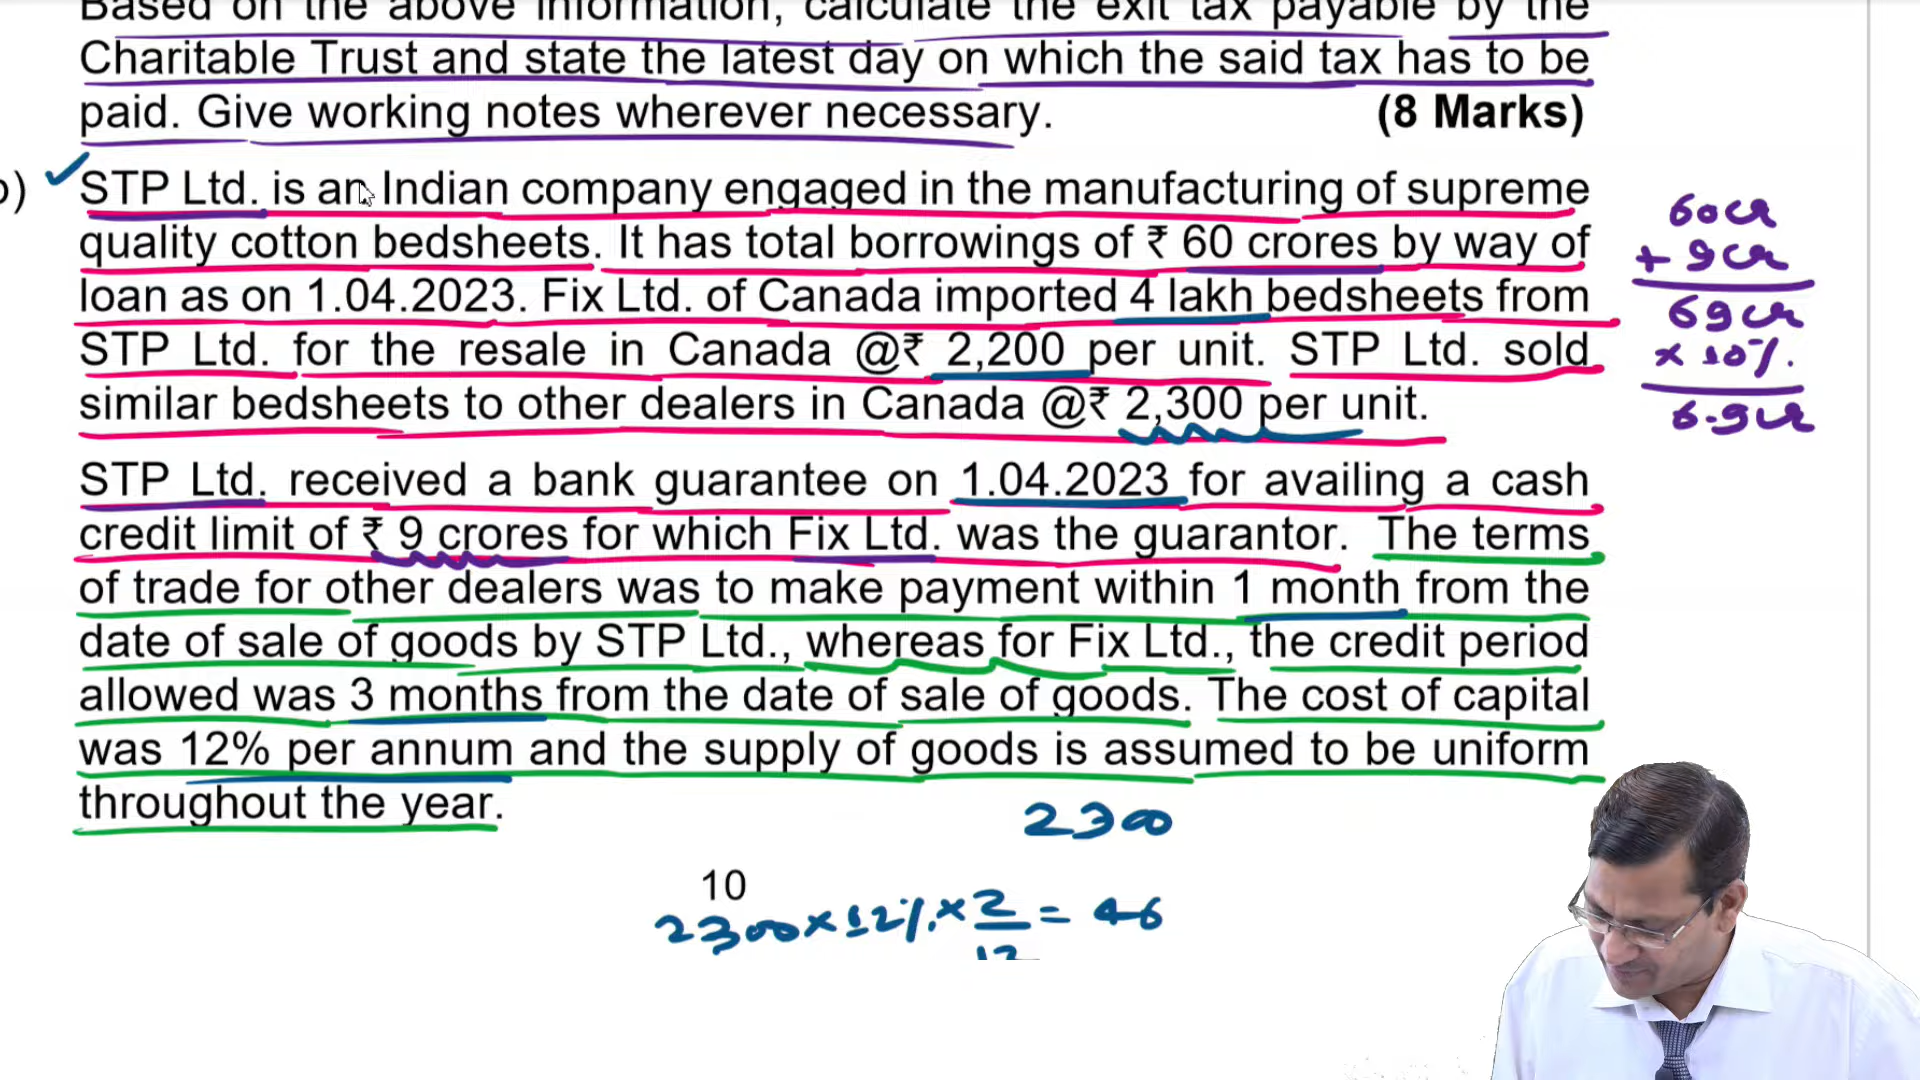 Based on the above information, calculate the exit tax payable by the
Charitable Trust and state the latest day on which the said tax has to be
paid. Give working notes wherever necessary. (8 Marks)
STP Ltd. is an Indian company engaged in the manufacturing of supreme
quality cotton bedsheets. It has total borrowings of ₹ 60 crores by way of
loan as on 1.04.2023. Fix Ltd. of Canada imported 4 lakh bedsheets from
STP Ltd. for the resale in Canada @₹ 2,200 per unit. STP Ltd. sold
similar bedsheets to other dealers in Canada @₹ 2,300 per unit.
STP Ltd. received a bank guarantee on 1.04.2023 for availing a cash
credit limit of ₹ 9 crores for which Fix Ltd. was the guarantor. The terms
of trade for other dealers was to make payment within 1 month from the
date of sale of goods by STP Ltd., whereas for Fix Ltd., the credit period
allowed was 3 months from the date of sale of goods. The cost of capital
was 12% per annum and the supply of goods is assumed to be uniform
throughout the year.
60cr
+ 9cr
69cr
× 10%.
6.9cr
2300
10
2300×12%×2/12 = 46